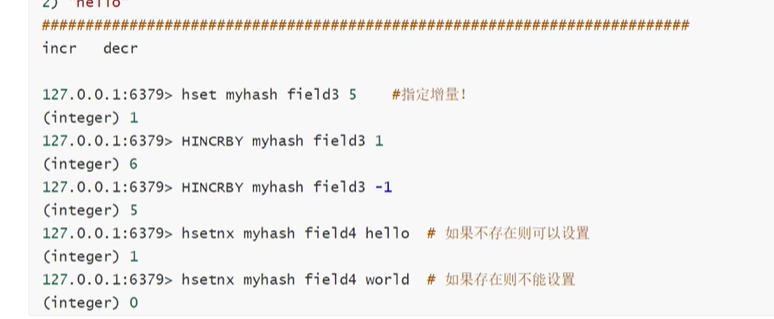 2) "hello"
##########################################################################
incr   decr
127.0.0.1:6379> hset myhash field3 5    #指定增量！
(integer) 1
127.0.0.1:6379> HINCRBY myhash field3 1
(integer) 6
127.0.0.1:6379> HINCRBY myhash field3 -1
(integer) 5
127.0.0.1:6379> hsetnx myhash field4 hello  # 如果不存在则可以设置
(integer) 1
127.0.0.1:6379> hsetnx myhash field4 world  # 如果存在则不能设置
(integer) 0